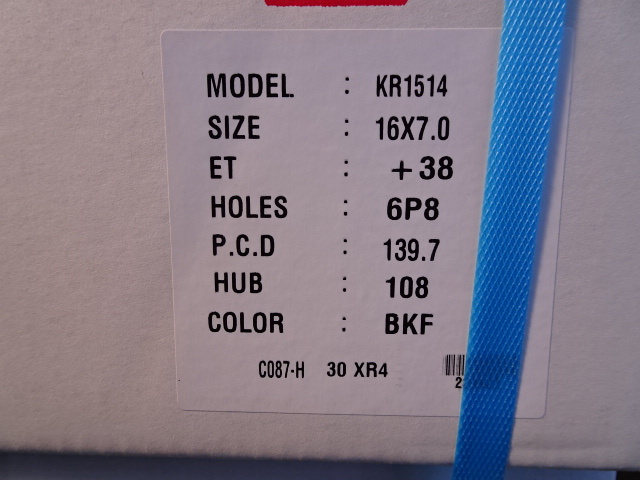 MODEL : KR1514
SIZE : 16X7.0
ET : +38
HOLES : 6P8
P.C.D : 139.7
HUB : 108
COLOR : BKF
C087-H 30 XR4